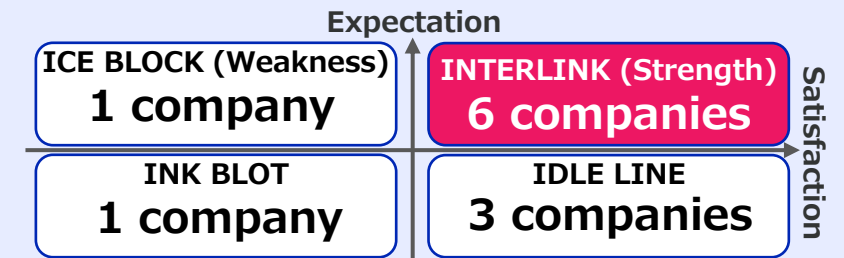 Expectation
ICE BLOCK (Weakness)
1 company
INTERLINK (Strength)
6 companies
Satisfaction
INK BLOT
1 company
IDLE LINE
3 companies